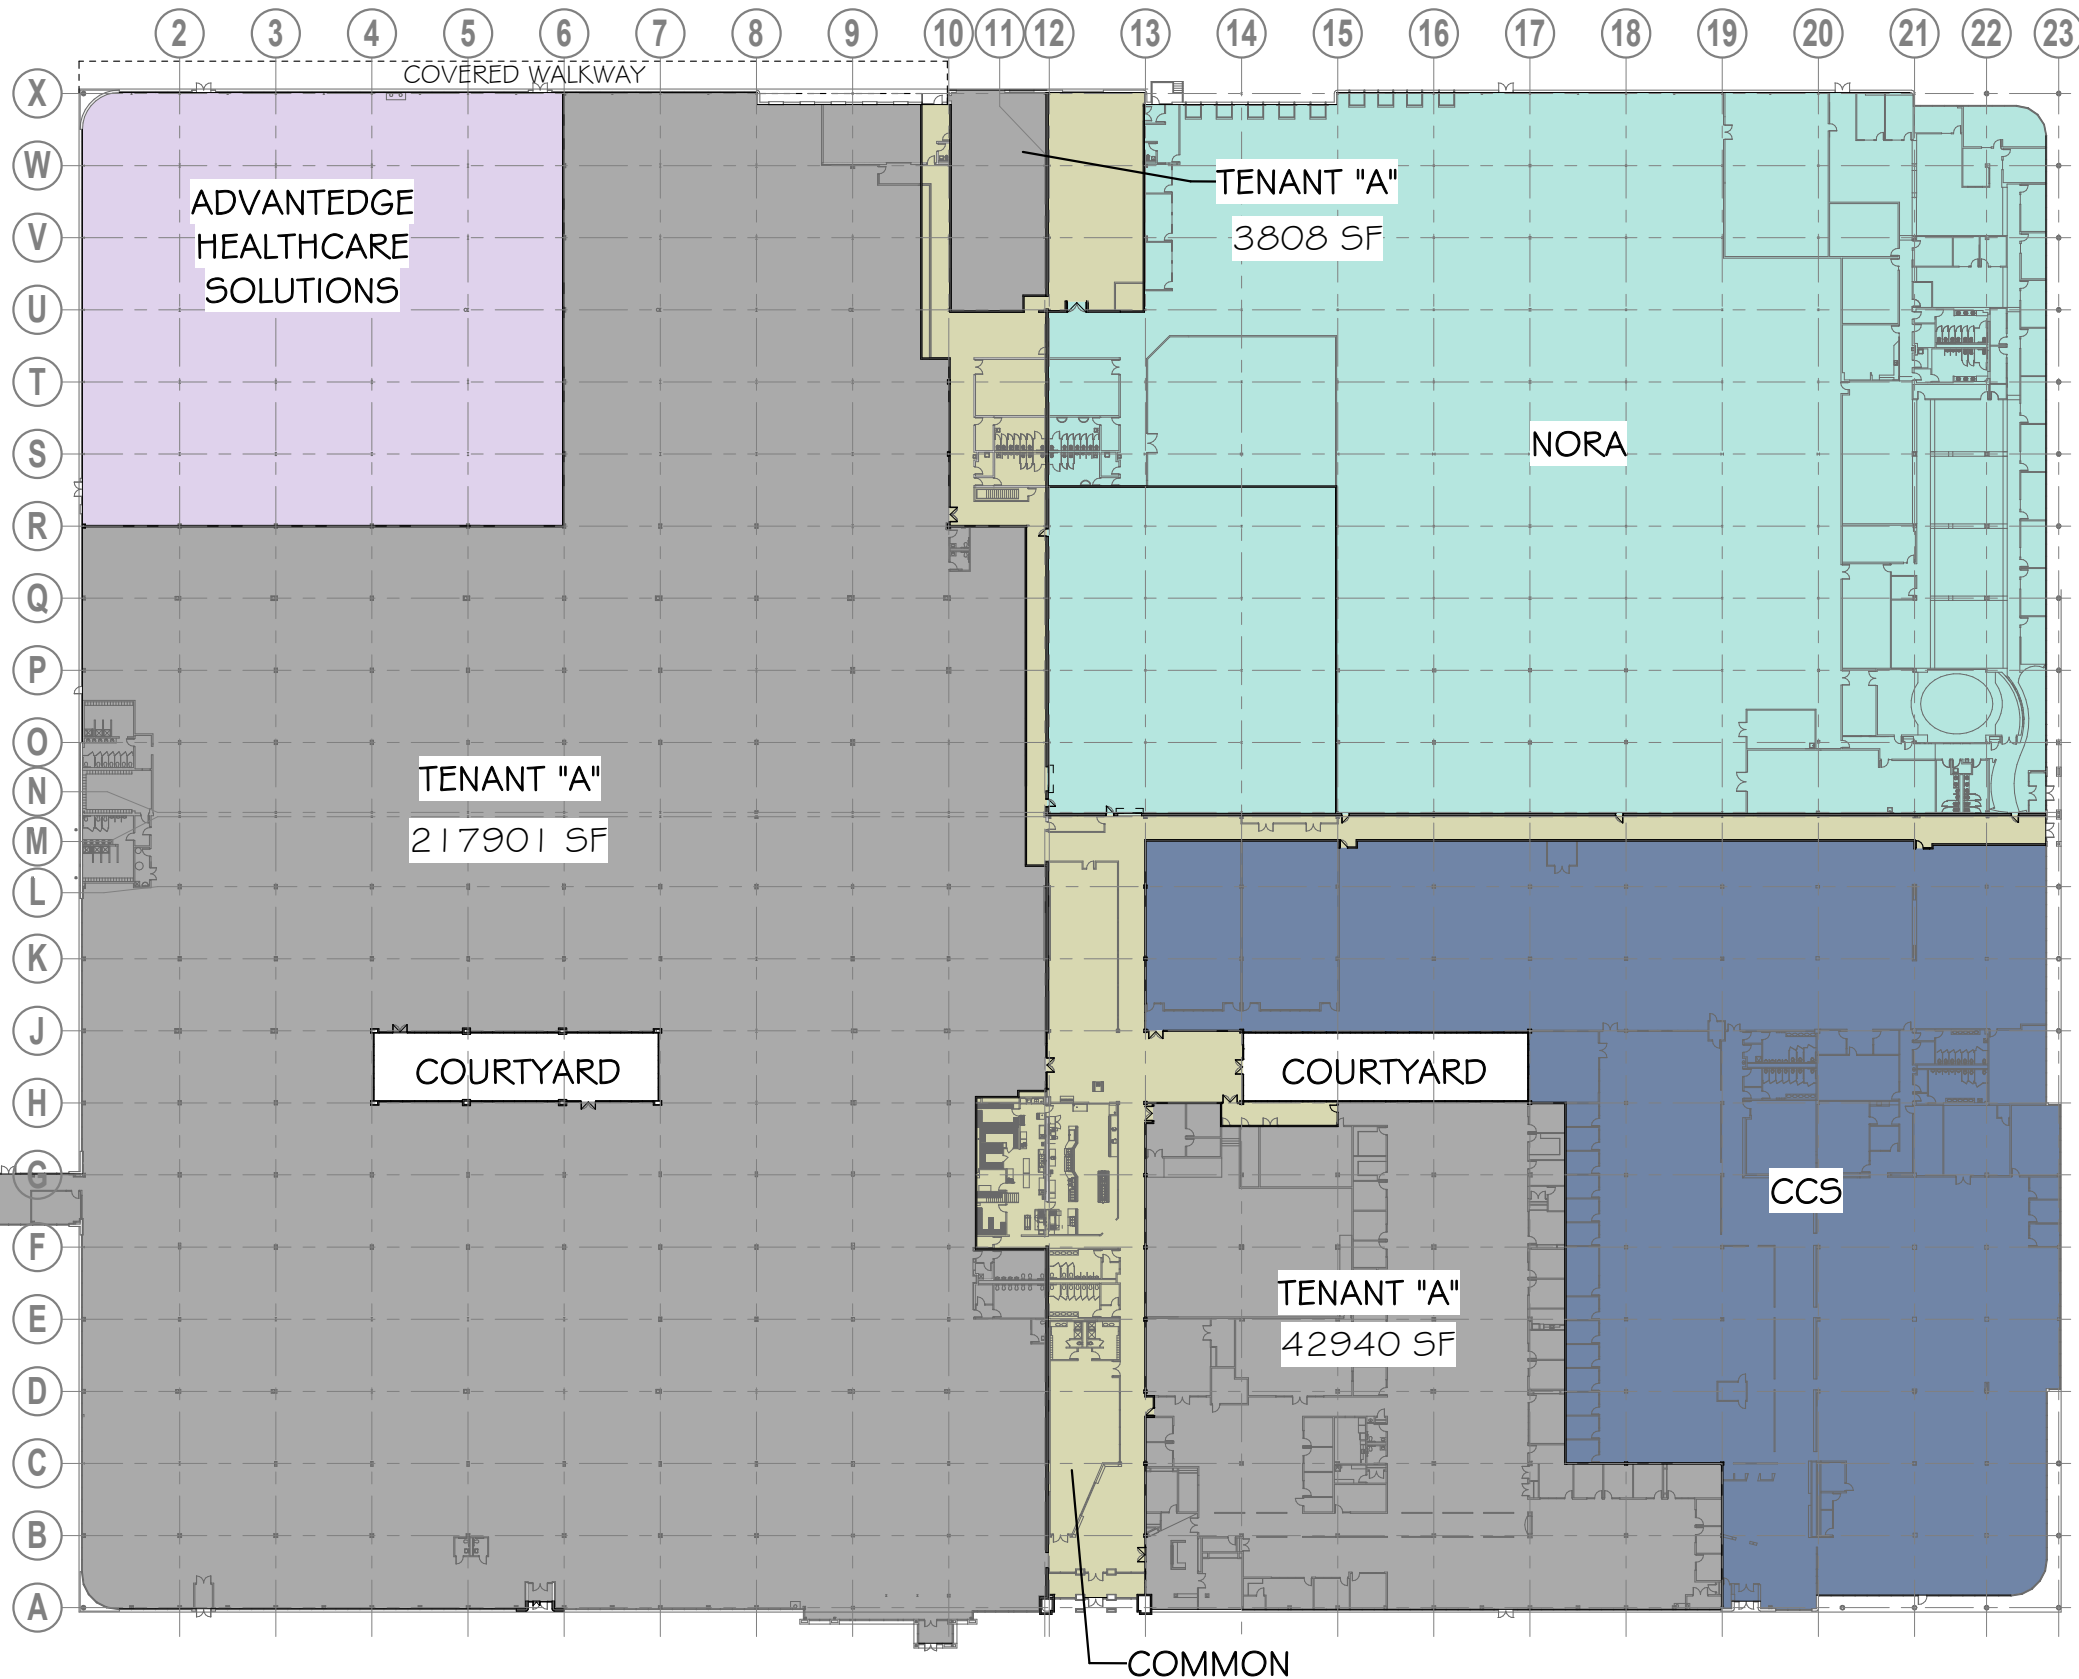 2 3 4 5 6 7 8 9 10 11 12 13 14 15 16 17 18 19 20 21 22 23
COVERED WALKWAY
X
W
V
U
T
S
R
Q
P
O
N
M
L
K
J
H
G
F
E
D
C
B
A
ADVANTEDGE
HEALTHCARE
SOLUTIONS
TENANT "A"
3808 SF
NORA
TENANT "A"
217901 SF
COURTYARD
COURTYARD
CCS
TENANT "A"
42940 SF
COMMON